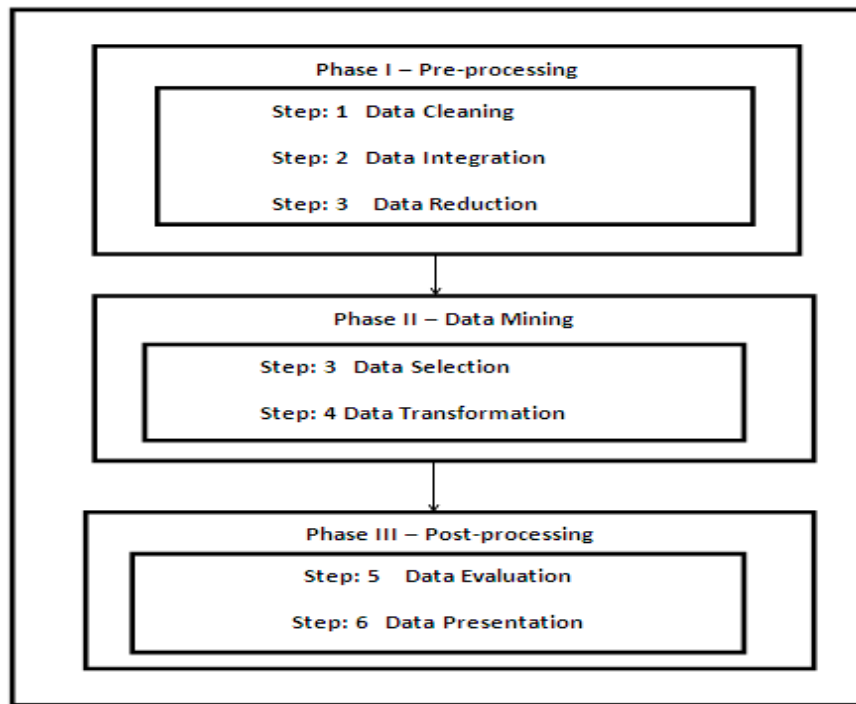 Phase I – Pre-processing
Step: 1 Data Cleaning
Step: 2 Data Integration
Step: 3 Data Reduction
Phase II – Data Mining
Step: 3 Data Selection
Step: 4 Data Transformation
Phase III – Post-processing
Step: 5 Data Evaluation
Step: 6 Data Presentation